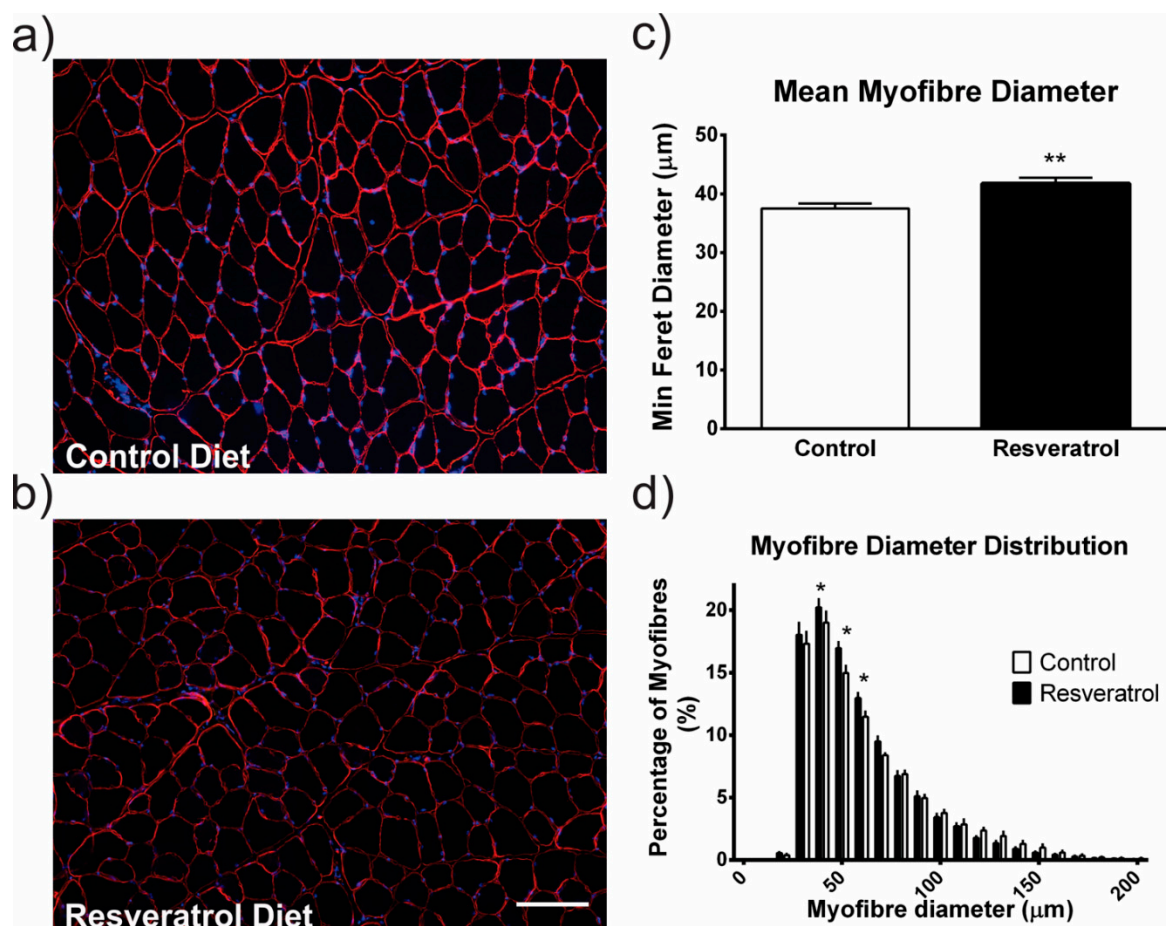 a)
Control Diet
b)
Resveratrol Diet
c)
Mean Myofibre Diameter
Min Feret Diameter (μm)
50
40
30
20
10
0
**
Control
Resveratrol
d)
Myofibre Diameter Distribution
Percentage of Myofibres
(%)
20
15
10
5
0
*
*
*
Control
Resveratrol
0
50
100
150
200
Myofibre diameter (μm)